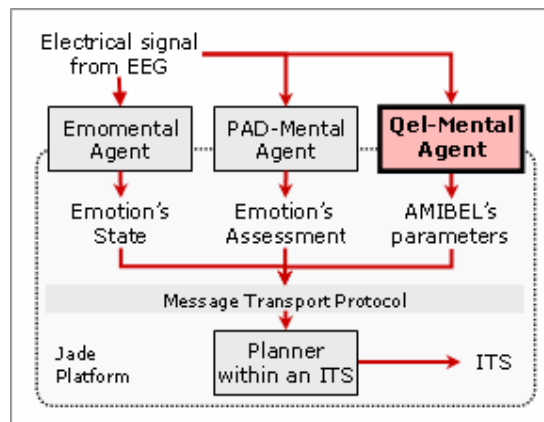 Electrical signal
from EEG
Emomental
Agent
PAD-Mental
Agent
Qel-Mental
Agent
Emotion's
State
Emotion's
Assessment
AMIBEL's
parameters
Message Transport Protocol
Jade
Platform
Planner
within an ITS
ITS